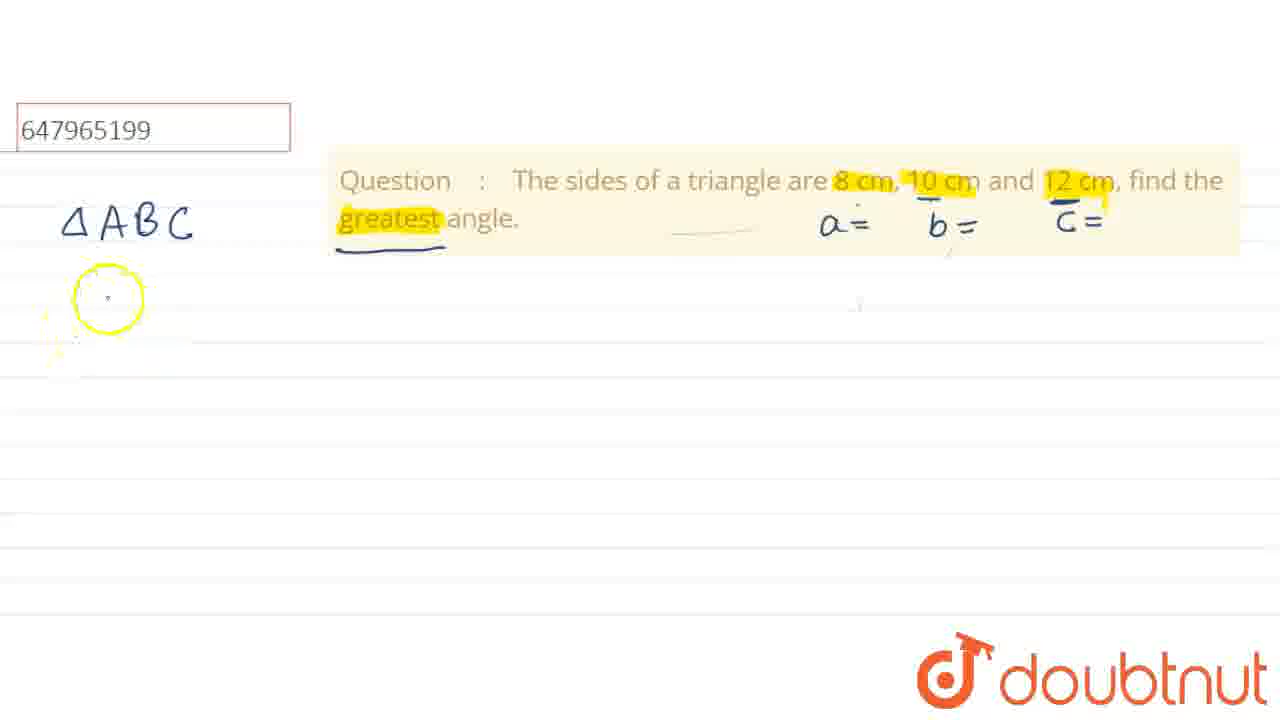 647965199
Question : The sides of a triangle are 8 cm, 10 cm and 12 cm, find the
greatest angle.
a= b= c=
Δ A B C
doubtnut